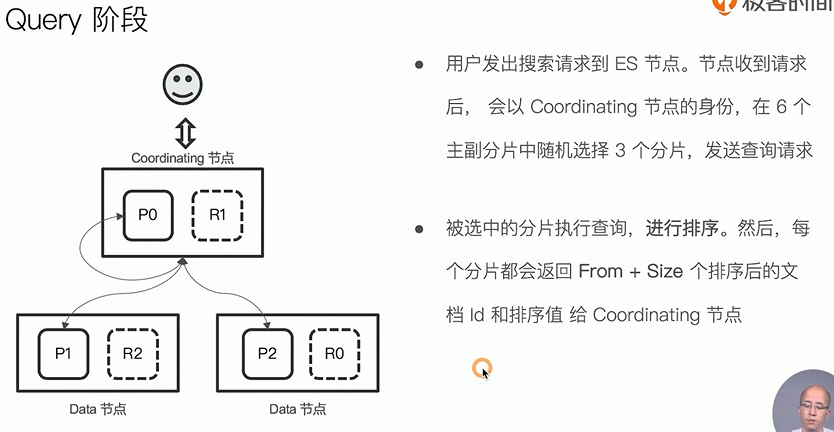 极客时间
Query 阶段
Coordinating 节点
P0
R1
P1
R2
P2
R0
Data 节点
Data 节点
用户发出搜索请求到 ES 节点。节点收到请求
后， 会以 Coordinating 节点的身份，在 6 个
主副分片中随机选择 3 个分片，发送查询请求
被选中的分片执行查询，进行排序。然后，每
个分片都会返回 From + Size 个排序后的文
档 Id 和排序值 给 Coordinating 节点